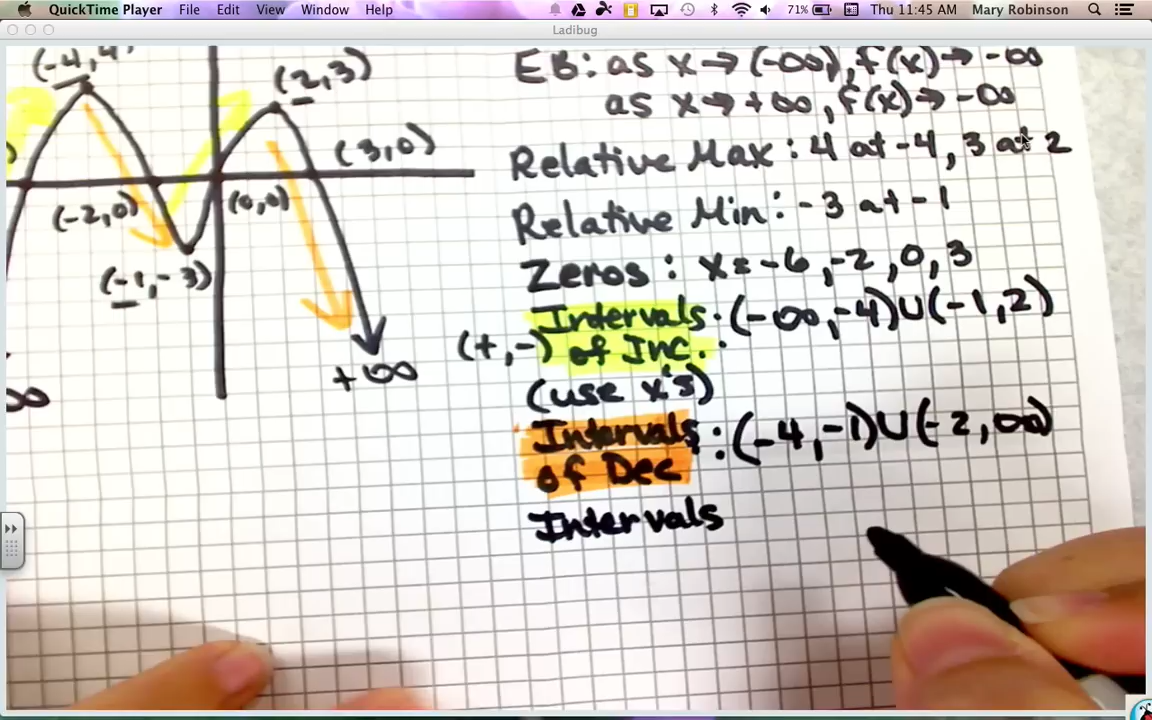 QuickTime Player File Edit View Window Help 71% Thu 11:45 AM Mary Robinson
Ladibug
(-4,4
(2,3)
(3,0)
(-2,0)
(0,0)
(-1,-3)
+∞
∞
EB: as x→(-∞), f(x)→ -∞
as x→ +∞, f(x)→ -∞
Relative Max: 4 at -4, 3 at 2
Relative Min: -3 at -1
Zeros: x = -6, -2, 0, 3
Intervals : (-∞,-4)U(-1,2)
(+,-) of Inc.
(use x's)
Intervals : (-4,-1)U(-2,∞)
of Dec
Intervals